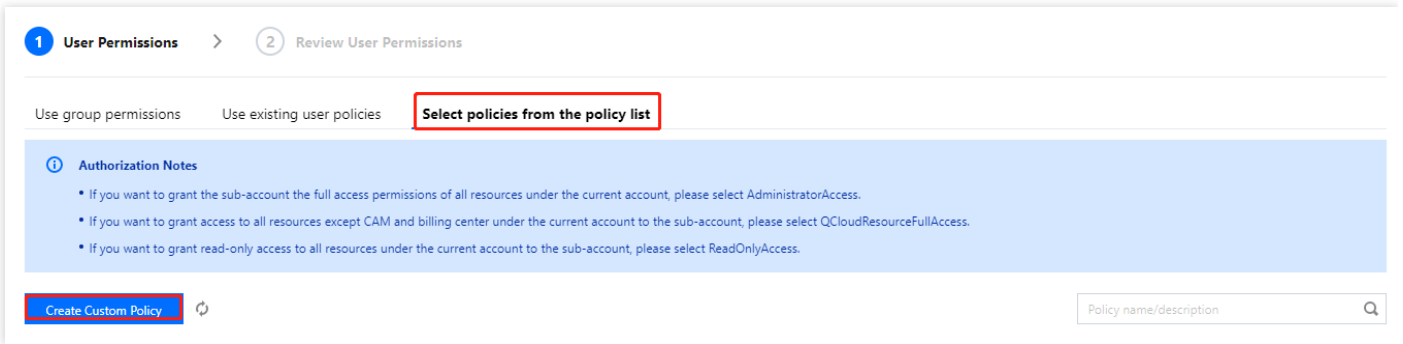 1 User Permissions > 2 Review User Permissions
Use group permissions Use existing user policies Select policies from the policy list
Authorization Notes
• If you want to grant the sub-account the full access permissions of all resources under the current account, please select AdministratorAccess.
• If you want to grant access to all resources except CAM and billing center under the current account to the sub-account, please select QCloudResourceFullAccess.
• If you want to grant read-only access to all resources under the current account to the sub-account, please select ReadOnlyAccess.
Create Custom Policy Policy name/description